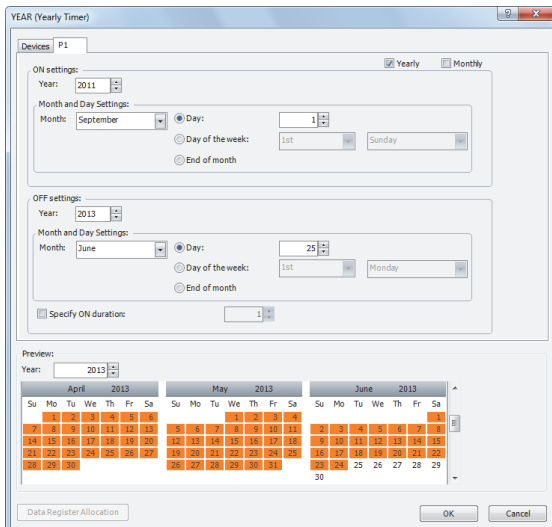 YEAR (Yearly Timer)
Devices P1
Yearly Monthly
ON settings:
Year: 2011
Month and Day Settings:
Month: September Day: 1
Day of the week: 1st Sunday
End of month
OFF settings:
Year: 2013
Month and Day Settings:
Month: June Day: 25
Day of the week: 1st Monday
End of month
Specify ON duration: 1
Preview:
Year: 2013
April 2013 May 2013 June 2013
Su Mo Tu We Th Fr Sa Su Mo Tu We Th Fr Sa Su Mo Tu We Th Fr Sa
1 2 3 4 5 6 1 2 3 4 1
7 8 9 10 11 12 13 5 6 7 8 9 10 11 2 3 4 5 6 7 8
14 15 16 17 18 19 20 12 13 14 15 16 17 18 9 10 11 12 13 14 15
21 22 23 24 25 26 27 19 20 21 22 23 24 25 16 17 18 19 20 21 22
28 29 30 26 27 28 29 30 31 23 24 25 26 27 28 29
30
Data Register Allocation OK Cancel